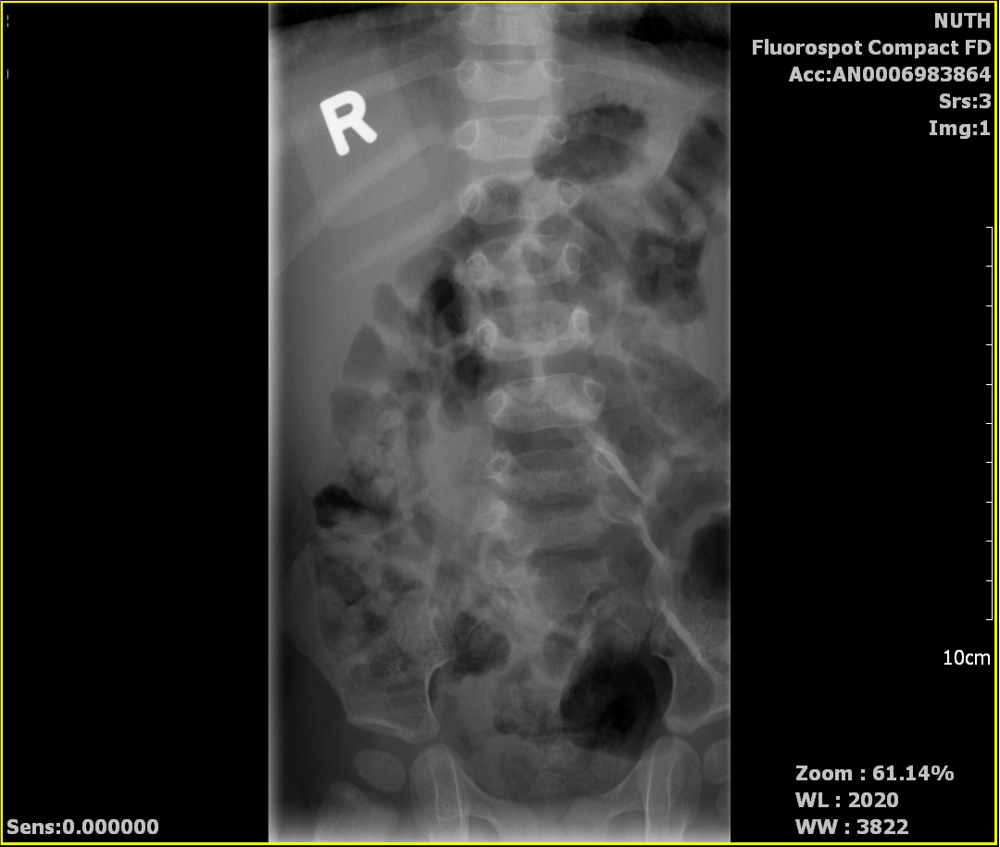 NUTH
Fluorospot Compact FD
Acc:AN0006983864
Srs:3
Img:1
R
10cm
Zoom : 61.14%
WL : 2020
WW : 3822
Sens:0.000000